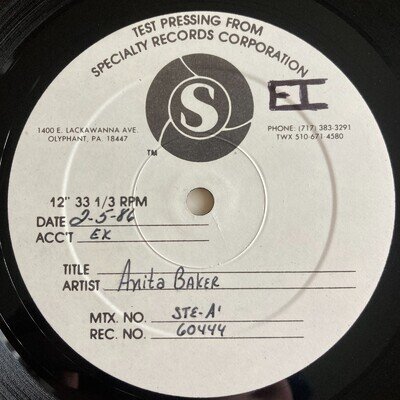 TEST PRESSING FROM
SPECIALTY RECORDS CORPORATION
S
EI
1400 E. LACKAWANNA AVE.
OLYPHANT, PA. 18447
PHONE: (717) 383-3291
TWX 510-671-4580
TM
12" 33 1/3 RPM
DATE 2-5-86
ACC'T EK
TITLE
ARTIST Anita BAKER
MTX. NO. STE-A'
REC. NO. 60444